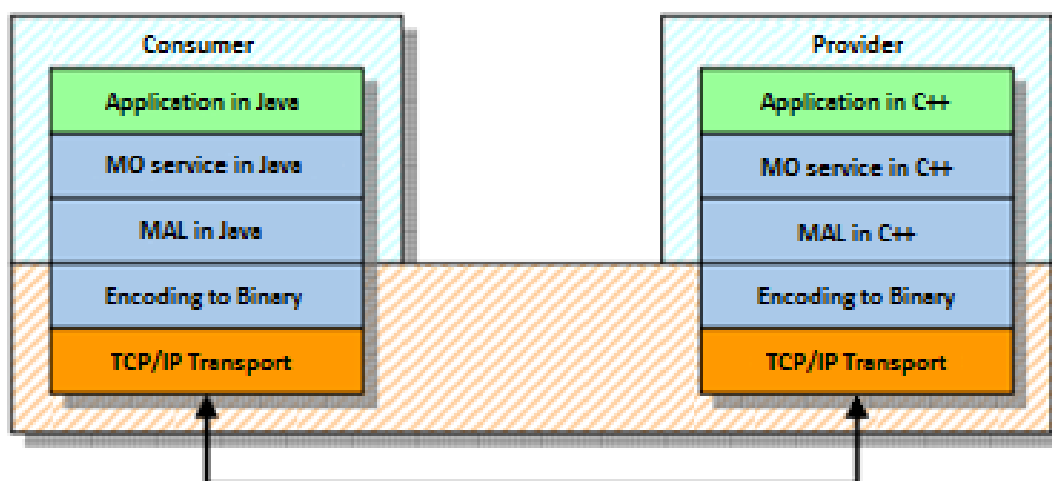 Consumer
Application in Java
MO service in Java
MAL in Java
Encoding to Binary
TCP/IP Transport
Provider
Application in C++
MO service in C++
MAL in C++
Encoding to Binary
TCP/IP Transport